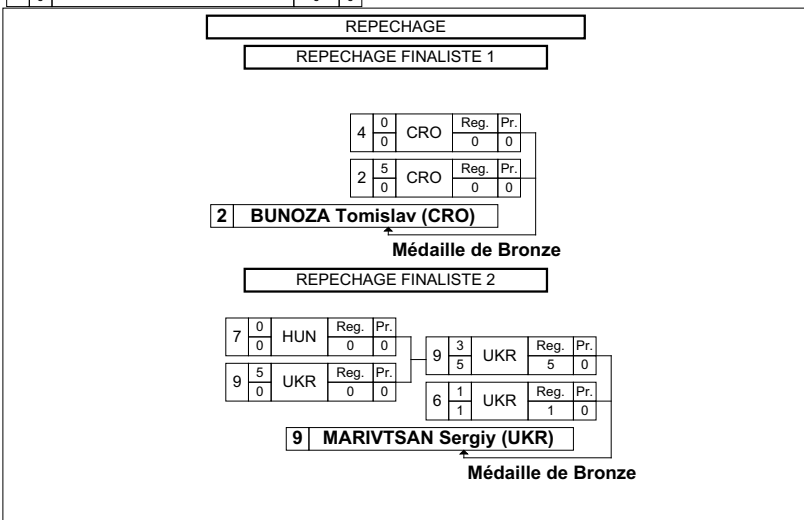 REPECHAGE
REPECHAGE FINALISTE 1
4 0 CRO Reg. Pr.
0 0 0
2 5 CRO Reg. Pr.
0 0 0
2 BUNOZA Tomislav (CRO)
Médaille de Bronze
REPECHAGE FINALISTE 2
7 0 HUN Reg. Pr.
0 0 0
9 5 UKR Reg. Pr.
0 0 0
9 3 UKR Reg. Pr.
5 5 0
6 1 UKR Reg. Pr.
1 1 0
9 MARIVTSAN Sergiy (UKR)
Médaille de Bronze